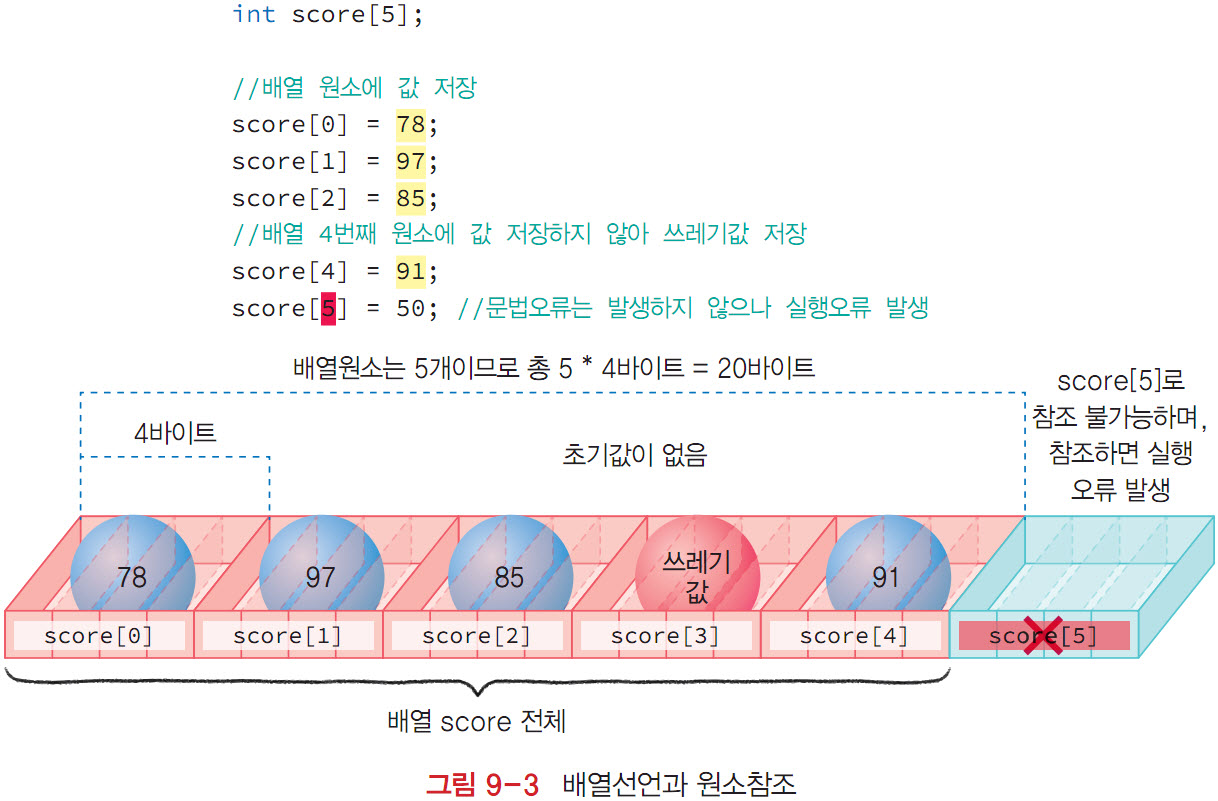 int score[5];
//배열 원소에 값 저장
score[0] = 78;
score[1] = 97;
score[2] = 85;
//배열 4번째 원소에 값 저장하지 않아 쓰레기값 저장
score[4] = 91;
score[5] = 50; //문법오류는 발생하지 않으나 실행오류 발생
배열원소는 5개이므로 총 5 * 4바이트 = 20바이트
score[5]로
참조 불가능하며,
참조하면 실행
오류 발생
4바이트
초기값이 없음
78
97
85
쓰레기
값
91
score[0]
score[1]
score[2]
score[3]
score[4]
score[5]
배열 score 전체
그림 9-3 배열선언과 원소참조